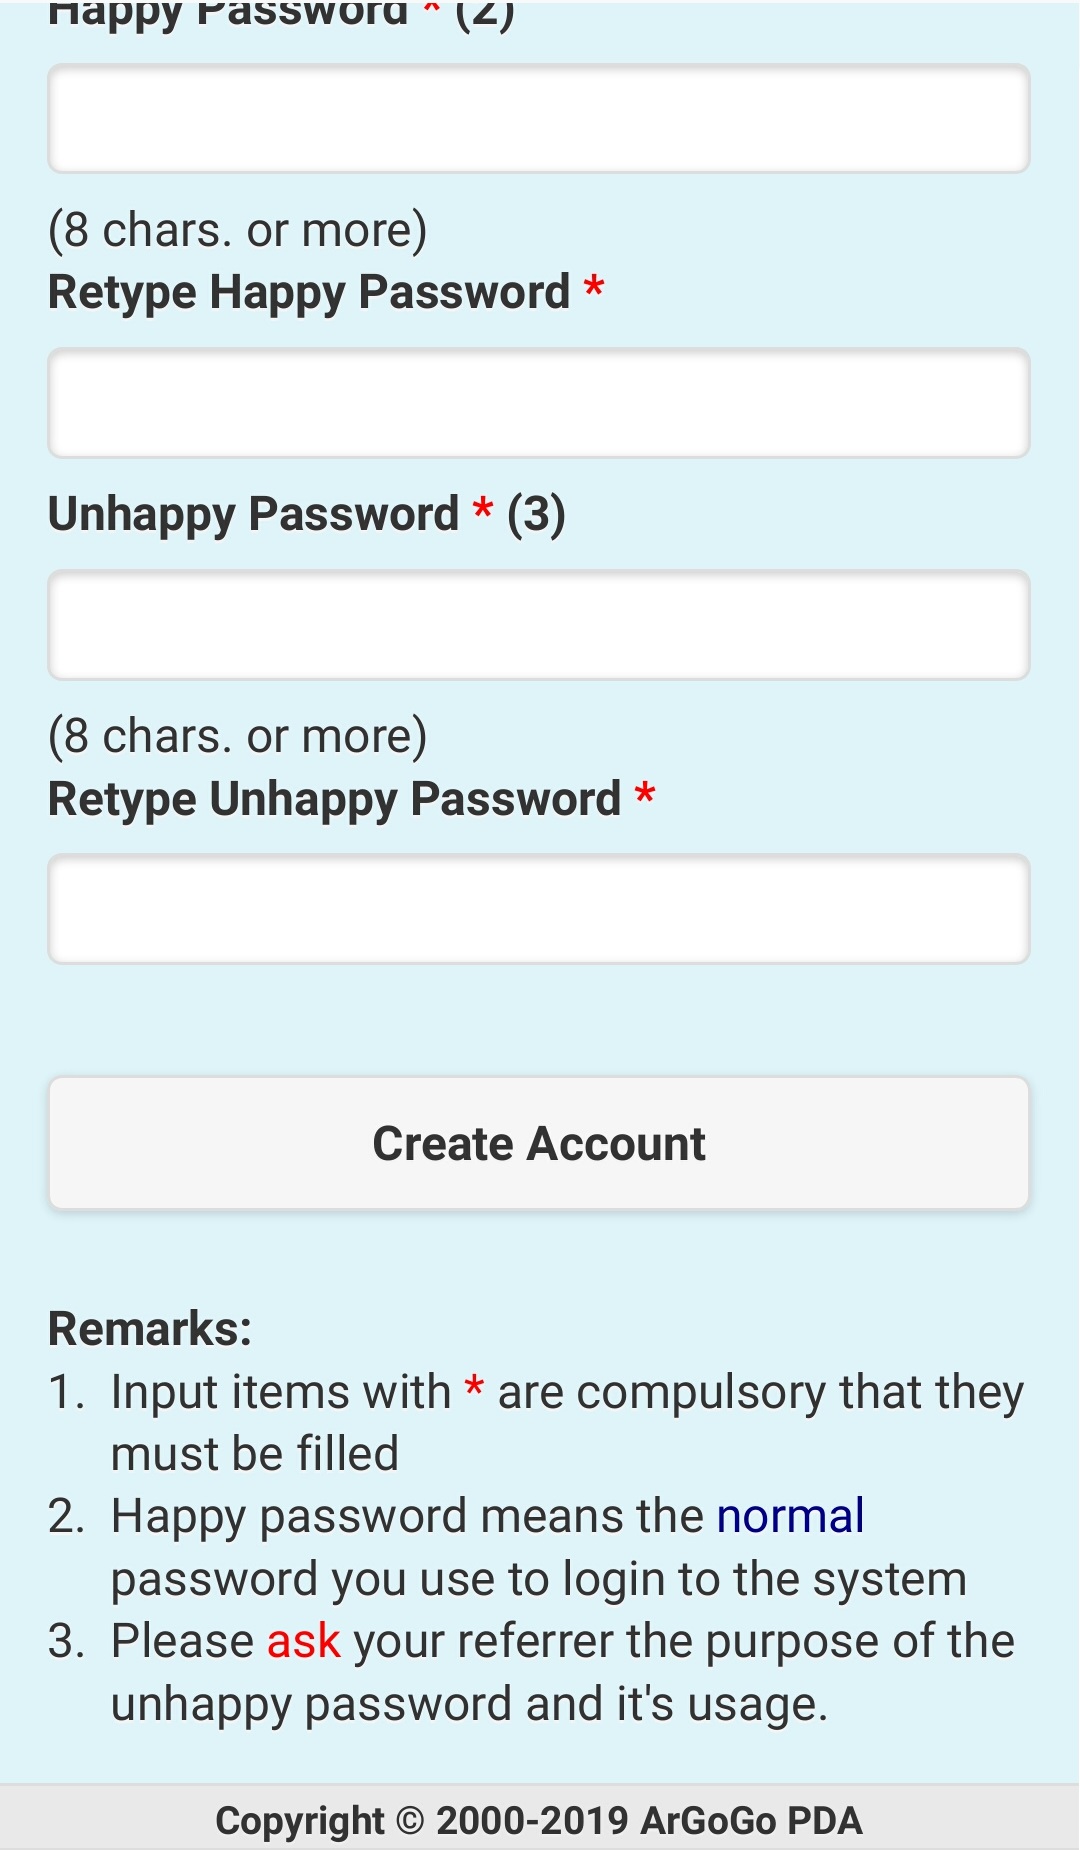 Happy Password * (2)
(8 chars. or more)
Retype Happy Password *
Unhappy Password * (3)
(8 chars. or more)
Retype Unhappy Password *
Create Account
Remarks:
1. Input items with * are compulsory that they
must be filled
2. Happy password means the normal
password you use to login to the system
3. Please ask your referrer the purpose of the
unhappy password and it's usage.
Copyright © 2000-2019 ArGoGo PDA